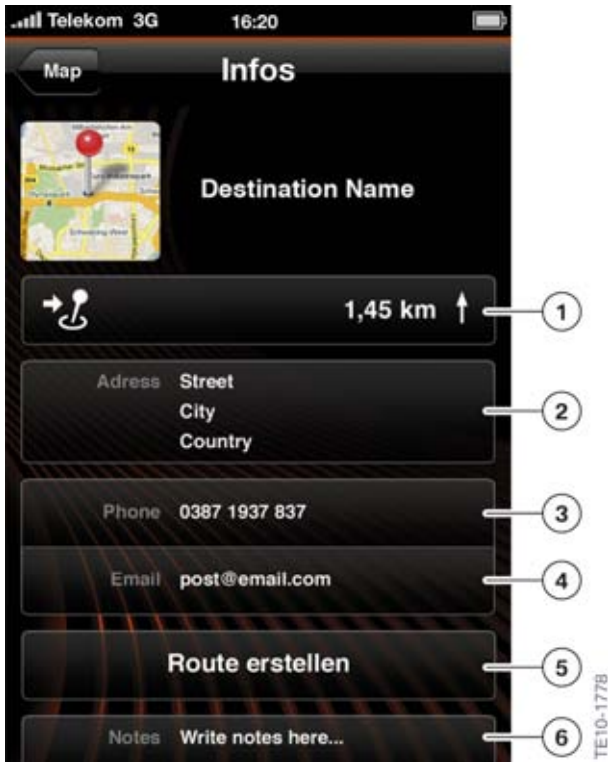 Telekom 3G 16:20
Map Infos
Destination Name
1,45 km 1
Adress Street 2
City
Country
Phone 0387 1937 837 3
Email post@email.com 4
Route erstellen 5
Notes Write notes here... 6
TE10-1778